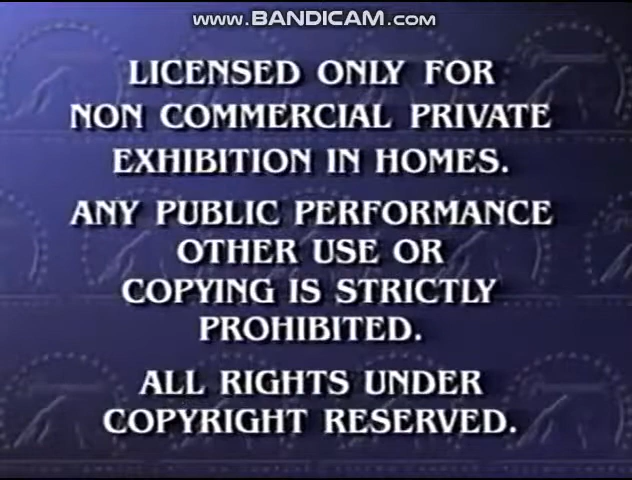 www.BANDICAM.com
LICENSED ONLY FOR
NON COMMERCIAL PRIVATE
EXHIBITION IN HOMES.
ANY PUBLIC PERFORMANCE
OTHER USE OR
COPYING IS STRICTLY
PROHIBITED.
ALL RIGHTS UNDER
COPYRIGHT RESERVED.